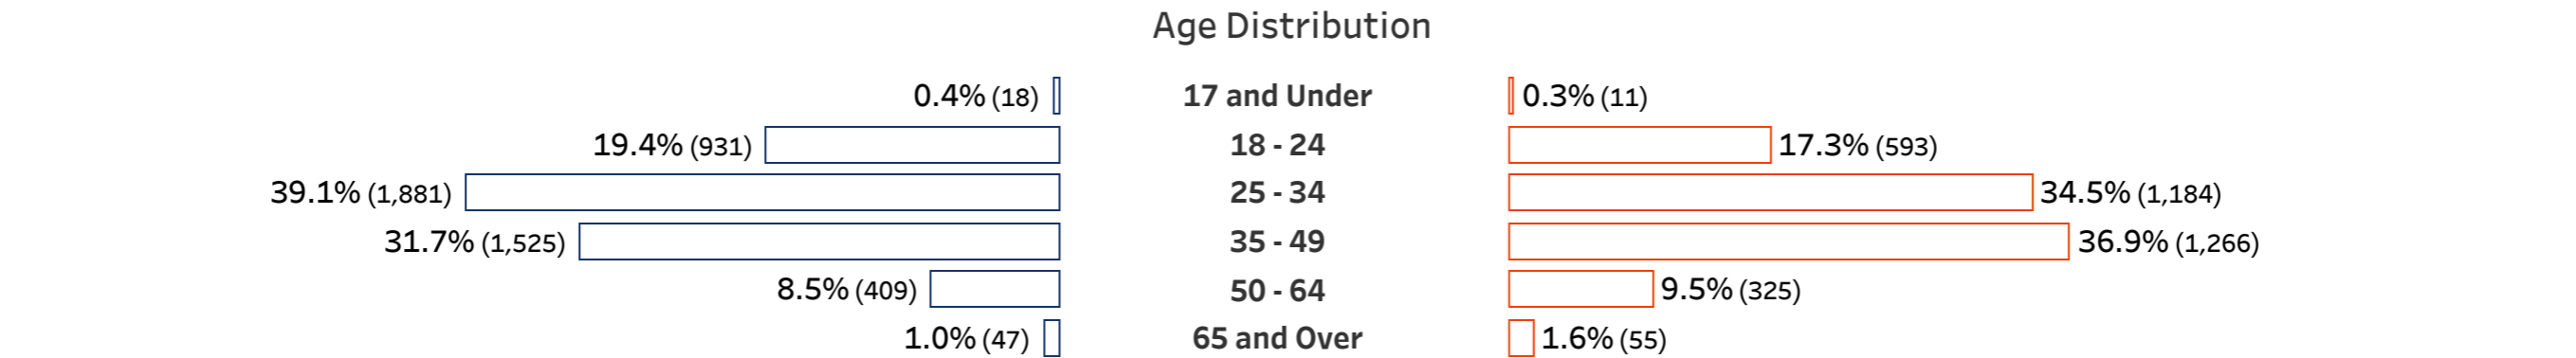 Age Distribution
0.4% (18) 17 and Under 0.3% (11)
19.4% (931) 18 - 24 17.3% (593)
39.1% (1,881) 25 - 34 34.5% (1,184)
31.7% (1,525) 35 - 49 36.9% (1,266)
8.5% (409) 50 - 64 9.5% (325)
1.0% (47) 65 and Over 1.6% (55)